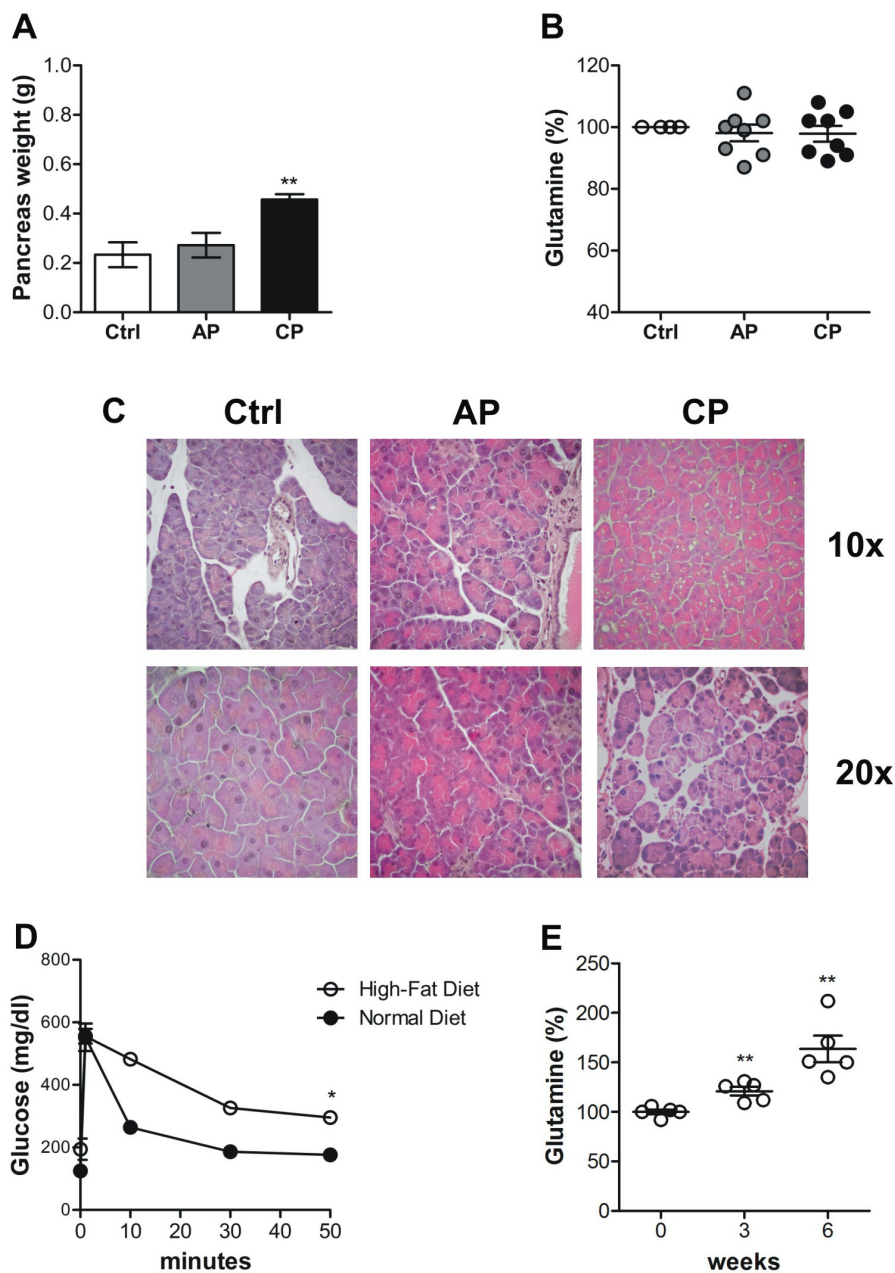 A
Pancreas weight (g)
1.0
0.8
0.6
0.4
0.2
0.0
**
Ctrl AP CP
B
Glutamine (%)
120
100
80
60
40
Ctrl AP CP
C Ctrl AP CP
10x
20x
D
Glucose (mg/dl)
800
600
400
200
0
High-Fat Diet
Normal Diet
*
0 10 20 30 40 50
minutes
E
Glutamine (%)
250
200
150
100
50
0
**
**
0 3 6
weeks